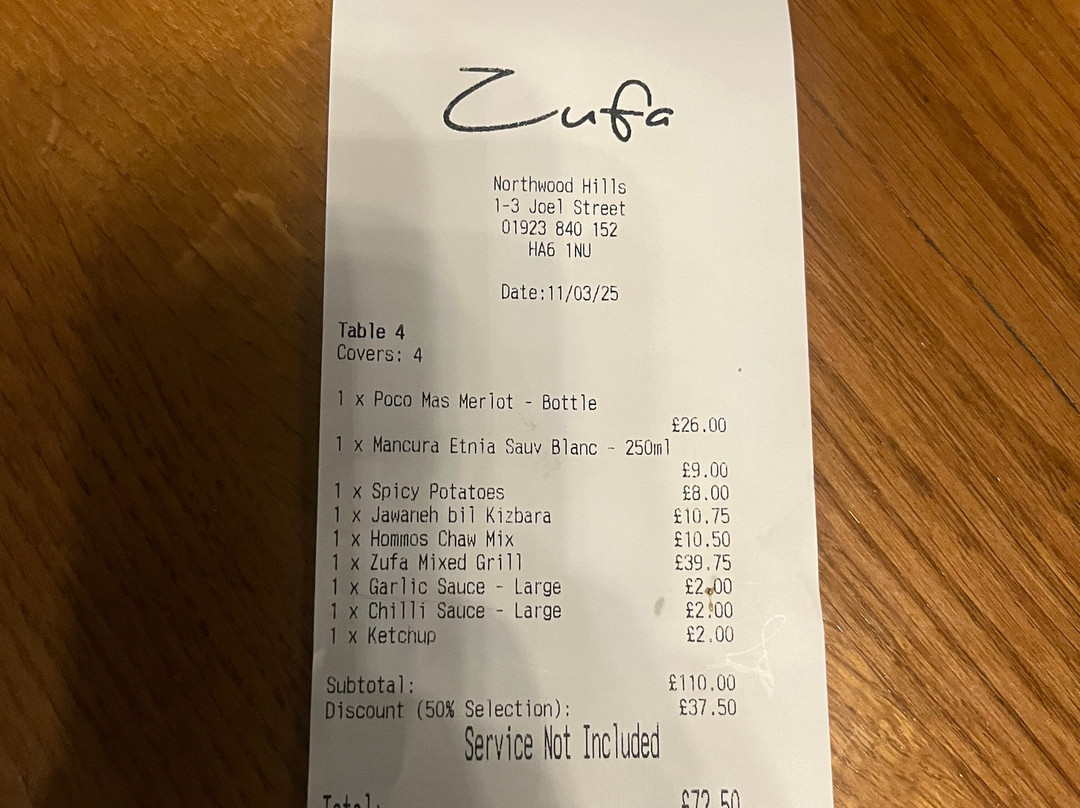 Zufa
Northwood Hills
1-3 Joel Street
01923 840 152
HA6 1NU
Date:11/03/25
Table 4
Covers: 4
1 x Poco Mas Merlot - Bottle
£26.00
1 x Mancura Etnia Sauv Blanc - 250ml
£9.00
1 x Spicy Potatoes £8.00
1 x Jawaneh bil Kizbara £10.75
1 x Hommos Chaw Mix £10.50
1 x Zufa Mixed Grill £39.75
1 x Garlic Sauce - Large £2.00
1 x Chilli Sauce - Large £2.00
1 x Ketchup £2.00
Subtotal: £110.00
Discount (50% Selection): £37.50
Service Not Included
Total: £72.50